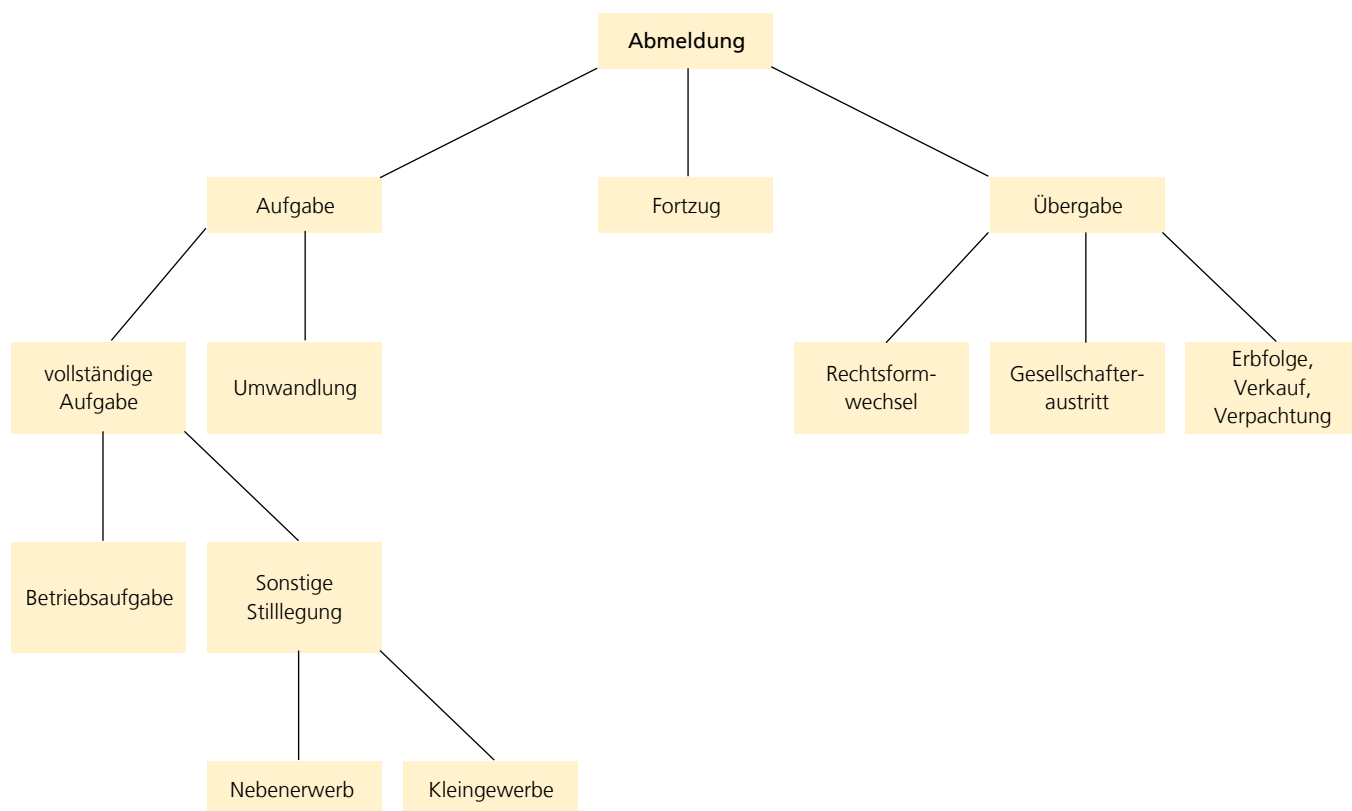 Abmeldung
Aufgabe
Fortzug
Übergabe
vollständige
Aufgabe
Umwandlung
Rechtsform-
wechsel
Gesellschafter-
austritt
Erbfolge,
Verkauf,
Verpachtung
Betriebsaufgabe
Sonstige
Stilllegung
Nebenerwerb
Kleingewerbe